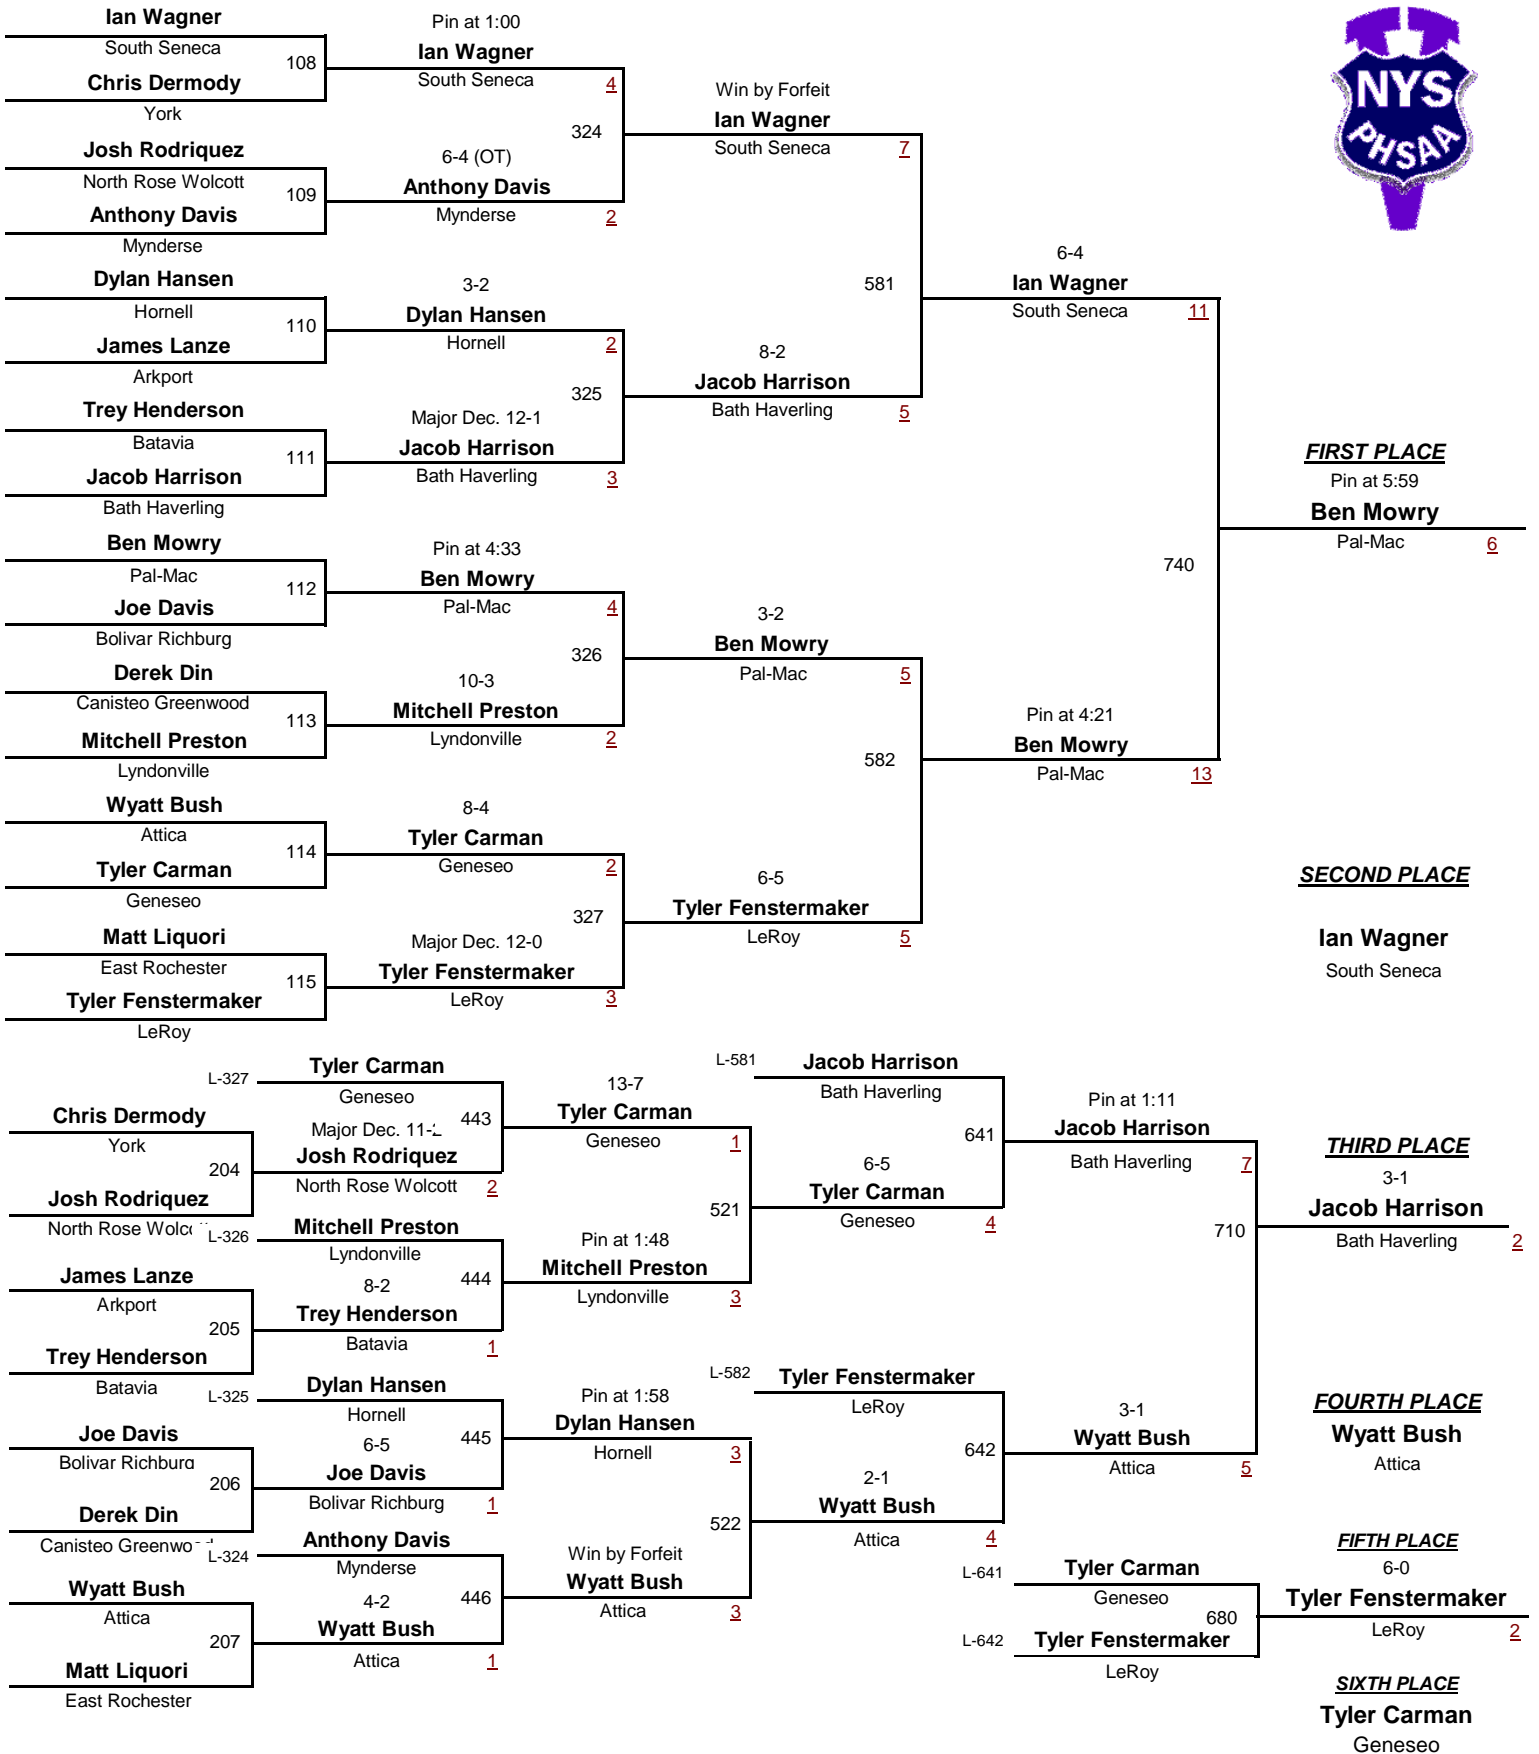 Ian Wagner
South Seneca
108
Chris Dermody
York
Josh Rodriquez
North Rose Wolcott
109
Anthony Davis
Mynderse
Dylan Hansen
Hornell
110
James Lanze
Arkport
Trey Henderson
Batavia
111
Jacob Harrison
Bath Haverling
Ben Mowry
Pal-Mac
112
Joe Davis
Bolivar Richburg
Derek Din
Canisteo Greenwood
113
Mitchell Preston
Lyndonville
Wyatt Bush
Attica
114
Tyler Carman
Geneseo
Matt Liquori
East Rochester
115
Tyler Fenstermaker
LeRoy
Pin at 1:00
Ian Wagner
South Seneca 4
324
6-4 (OT)
Anthony Davis
Mynderse 2
3-2
Dylan Hansen
Hornell 2
325
Major Dec. 12-1
Jacob Harrison
Bath Haverling 3
Pin at 4:33
Ben Mowry
Pal-Mac 4
326
10-3
Mitchell Preston
Lyndonville 2
8-4
Tyler Carman
Geneseo 2
327
Major Dec. 12-0
Tyler Fenstermaker
LeRoy 3
Win by Forfeit
Ian Wagner
South Seneca 7
581
8-2
Jacob Harrison
Bath Haverling 5
3-2
Ben Mowry
Pal-Mac 5
582
6-5
Tyler Fenstermaker
LeRoy 5
6-4
Ian Wagner
South Seneca 11
740
Pin at 4:21
Ben Mowry
Pal-Mac 13
NYS
PHSAA
FIRST PLACE
Pin at 5:59
Ben Mowry
Pal-Mac 6
SECOND PLACE
Ian Wagner
South Seneca
Chris Dermody
York
204
Josh Rodriquez
North Rose Wolc
James Lanze
Arkport
205
Trey Henderson
Batavia
Joe Davis
Bolivar Richburg
206
Derek Din
Canisteo Greenwo
Wyatt Bush
Attica
207
Matt Liquori
East Rochester
L-327
Tyler Carman
Geneseo
443
Major Dec. 11-2
Josh Rodriquez
North Rose Wolcott 2
L-326
Mitchell Preston
Lyndonville
444
8-2
Trey Henderson
Batavia 1
L-325
Dylan Hansen
Hornell
445
6-5
Joe Davis
Bolivar Richburg 1
L-324
Anthony Davis
Mynderse
446
4-2
Wyatt Bush
Attica 1
13-7
Tyler Carman
Geneseo 1
521
Pin at 1:48
Mitchell Preston
Lyndonville 3
Pin at 1:58
Dylan Hansen
Hornell 3
522
Win by Forfeit
Wyatt Bush
Attica 3
L-581
Jacob Harrison
Bath Haverling
641
6-5
Tyler Carman
Geneseo 4
L-582
Tyler Fenstermaker
LeRoy
642
2-1
Wyatt Bush
Attica 4
Pin at 1:11
Jacob Harrison
Bath Haverling 7
710
3-1
Wyatt Bush
Attica 5
L-641
Tyler Carman
Geneseo
680
L-642
Tyler Fenstermaker
LeRoy
THIRD PLACE
3-1
Jacob Harrison
Bath Haverling 2
FOURTH PLACE
Wyatt Bush
Attica
FIFTH PLACE
6-0
Tyler Fenstermaker
LeRoy 2
SIXTH PLACE
Tyler Carman
Geneseo